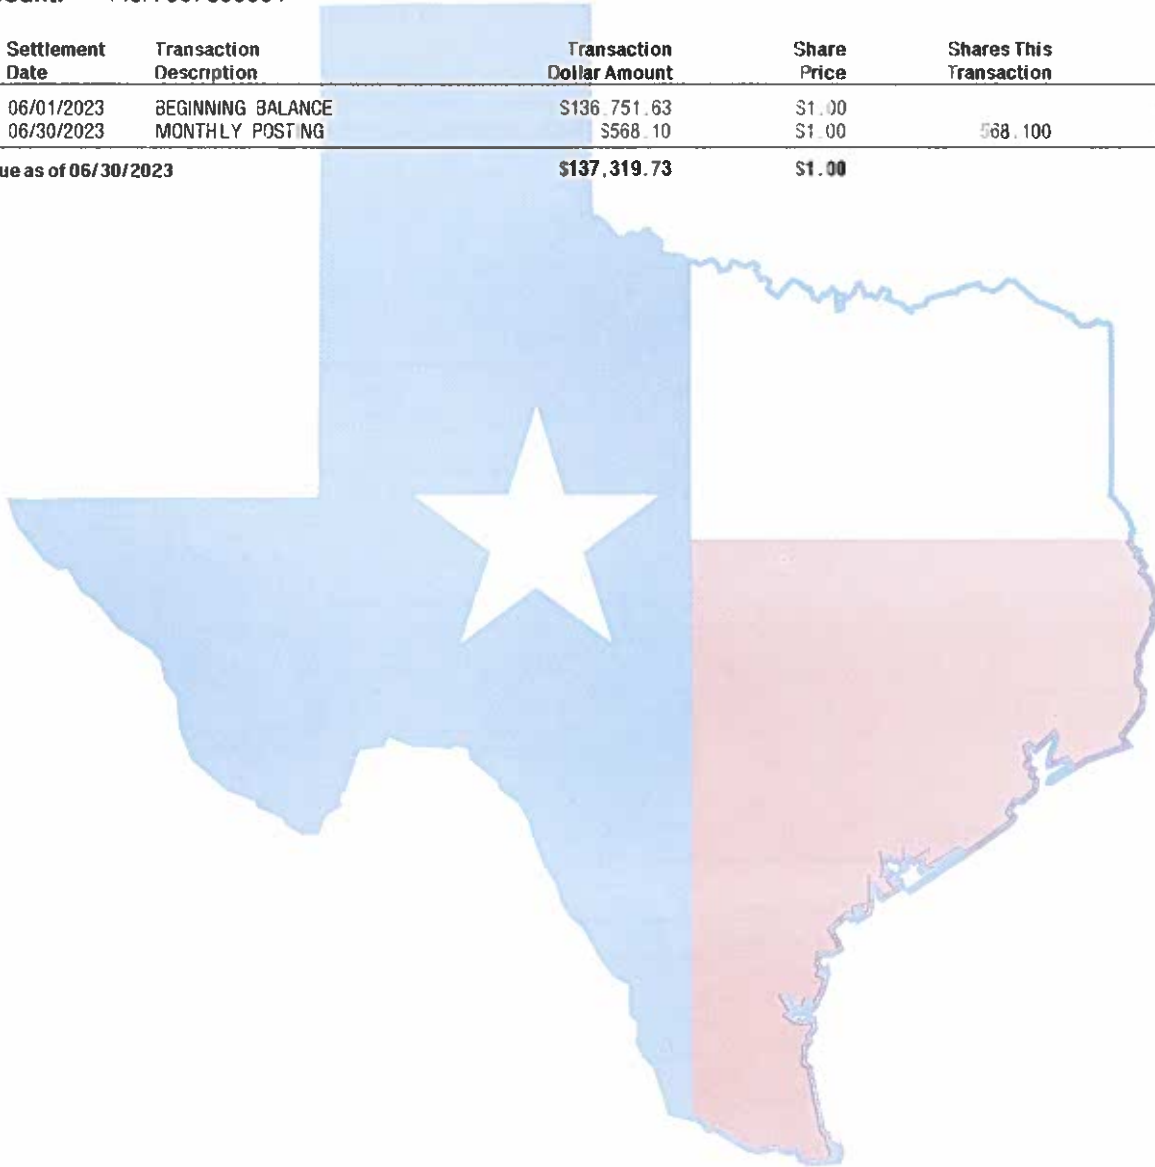 Settlement Transaction Transaction Share Shares This
Date Description Dollar Amount Price Transaction
06/01/2023 BEGINNING BALANCE $136,751.63 $1.00
06/30/2023 MONTHLY POSTING $568.10 $1.00 568.100
ue as of 06/30/2023 $137,319.73 $1.00